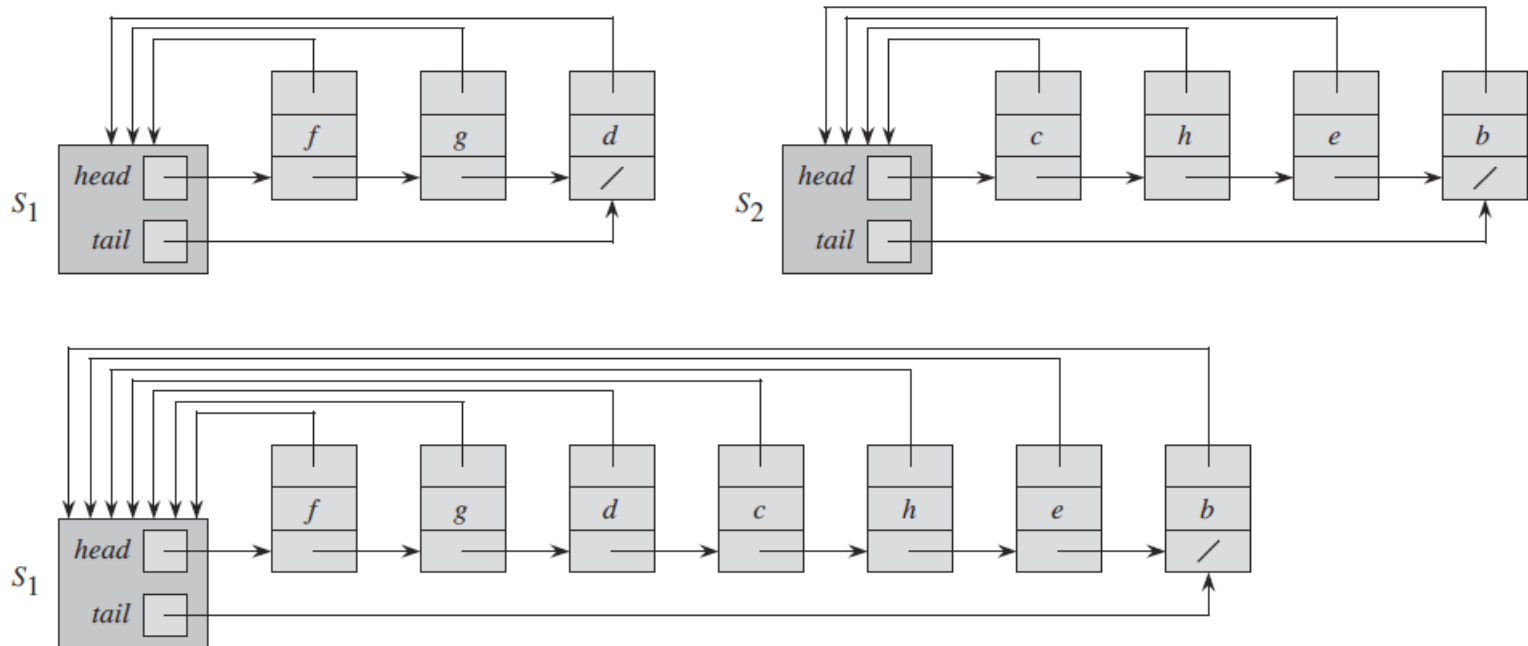 f g d
head
S1
tail
c h e b
head
S2
tail
f g d c h e b
head
S1
tail